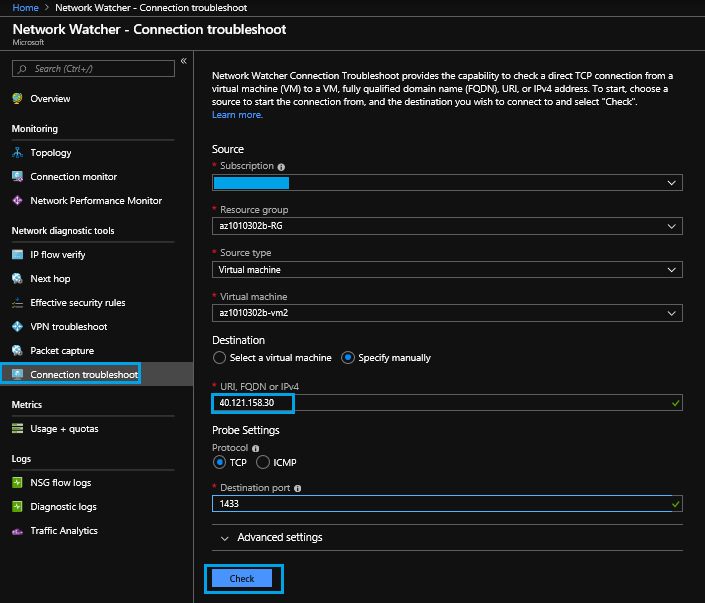 Home > Network Watcher - Connection troubleshoot
Network Watcher - Connection troubleshoot
Microsoft
Search (Ctrl+/)
«
Overview
Monitoring
Topology
Connection monitor
Network Performance Monitor
Network diagnostic tools
IP flow verify
Next hop
Effective security rules
VPN troubleshoot
Packet capture
Connection troubleshoot
Metrics
Usage + quotas
Logs
NSG flow logs
Diagnostic logs
Traffic Analytics
Network Watcher Connection Troubleshoot provides the capability to check a direct TCP connection from a
virtual machine (VM) to a VM, fully qualified domain name (FQDN), URI, or IPv4 address. To start, choose a
source to start the connection from, and the destination you wish to connect to and select "Check".
Learn more.
Source
* Subscription
* Resource group
az1010302b-RG
* Source type
Virtual machine
* Virtual machine
az1010302b-vm2
Destination
Select a virtual machine Specify manually
* URI, FQDN or IPv4
40.121.158.30
Probe Settings
Protocol
TCP ICMP
* Destination port
1433
Advanced settings
Check